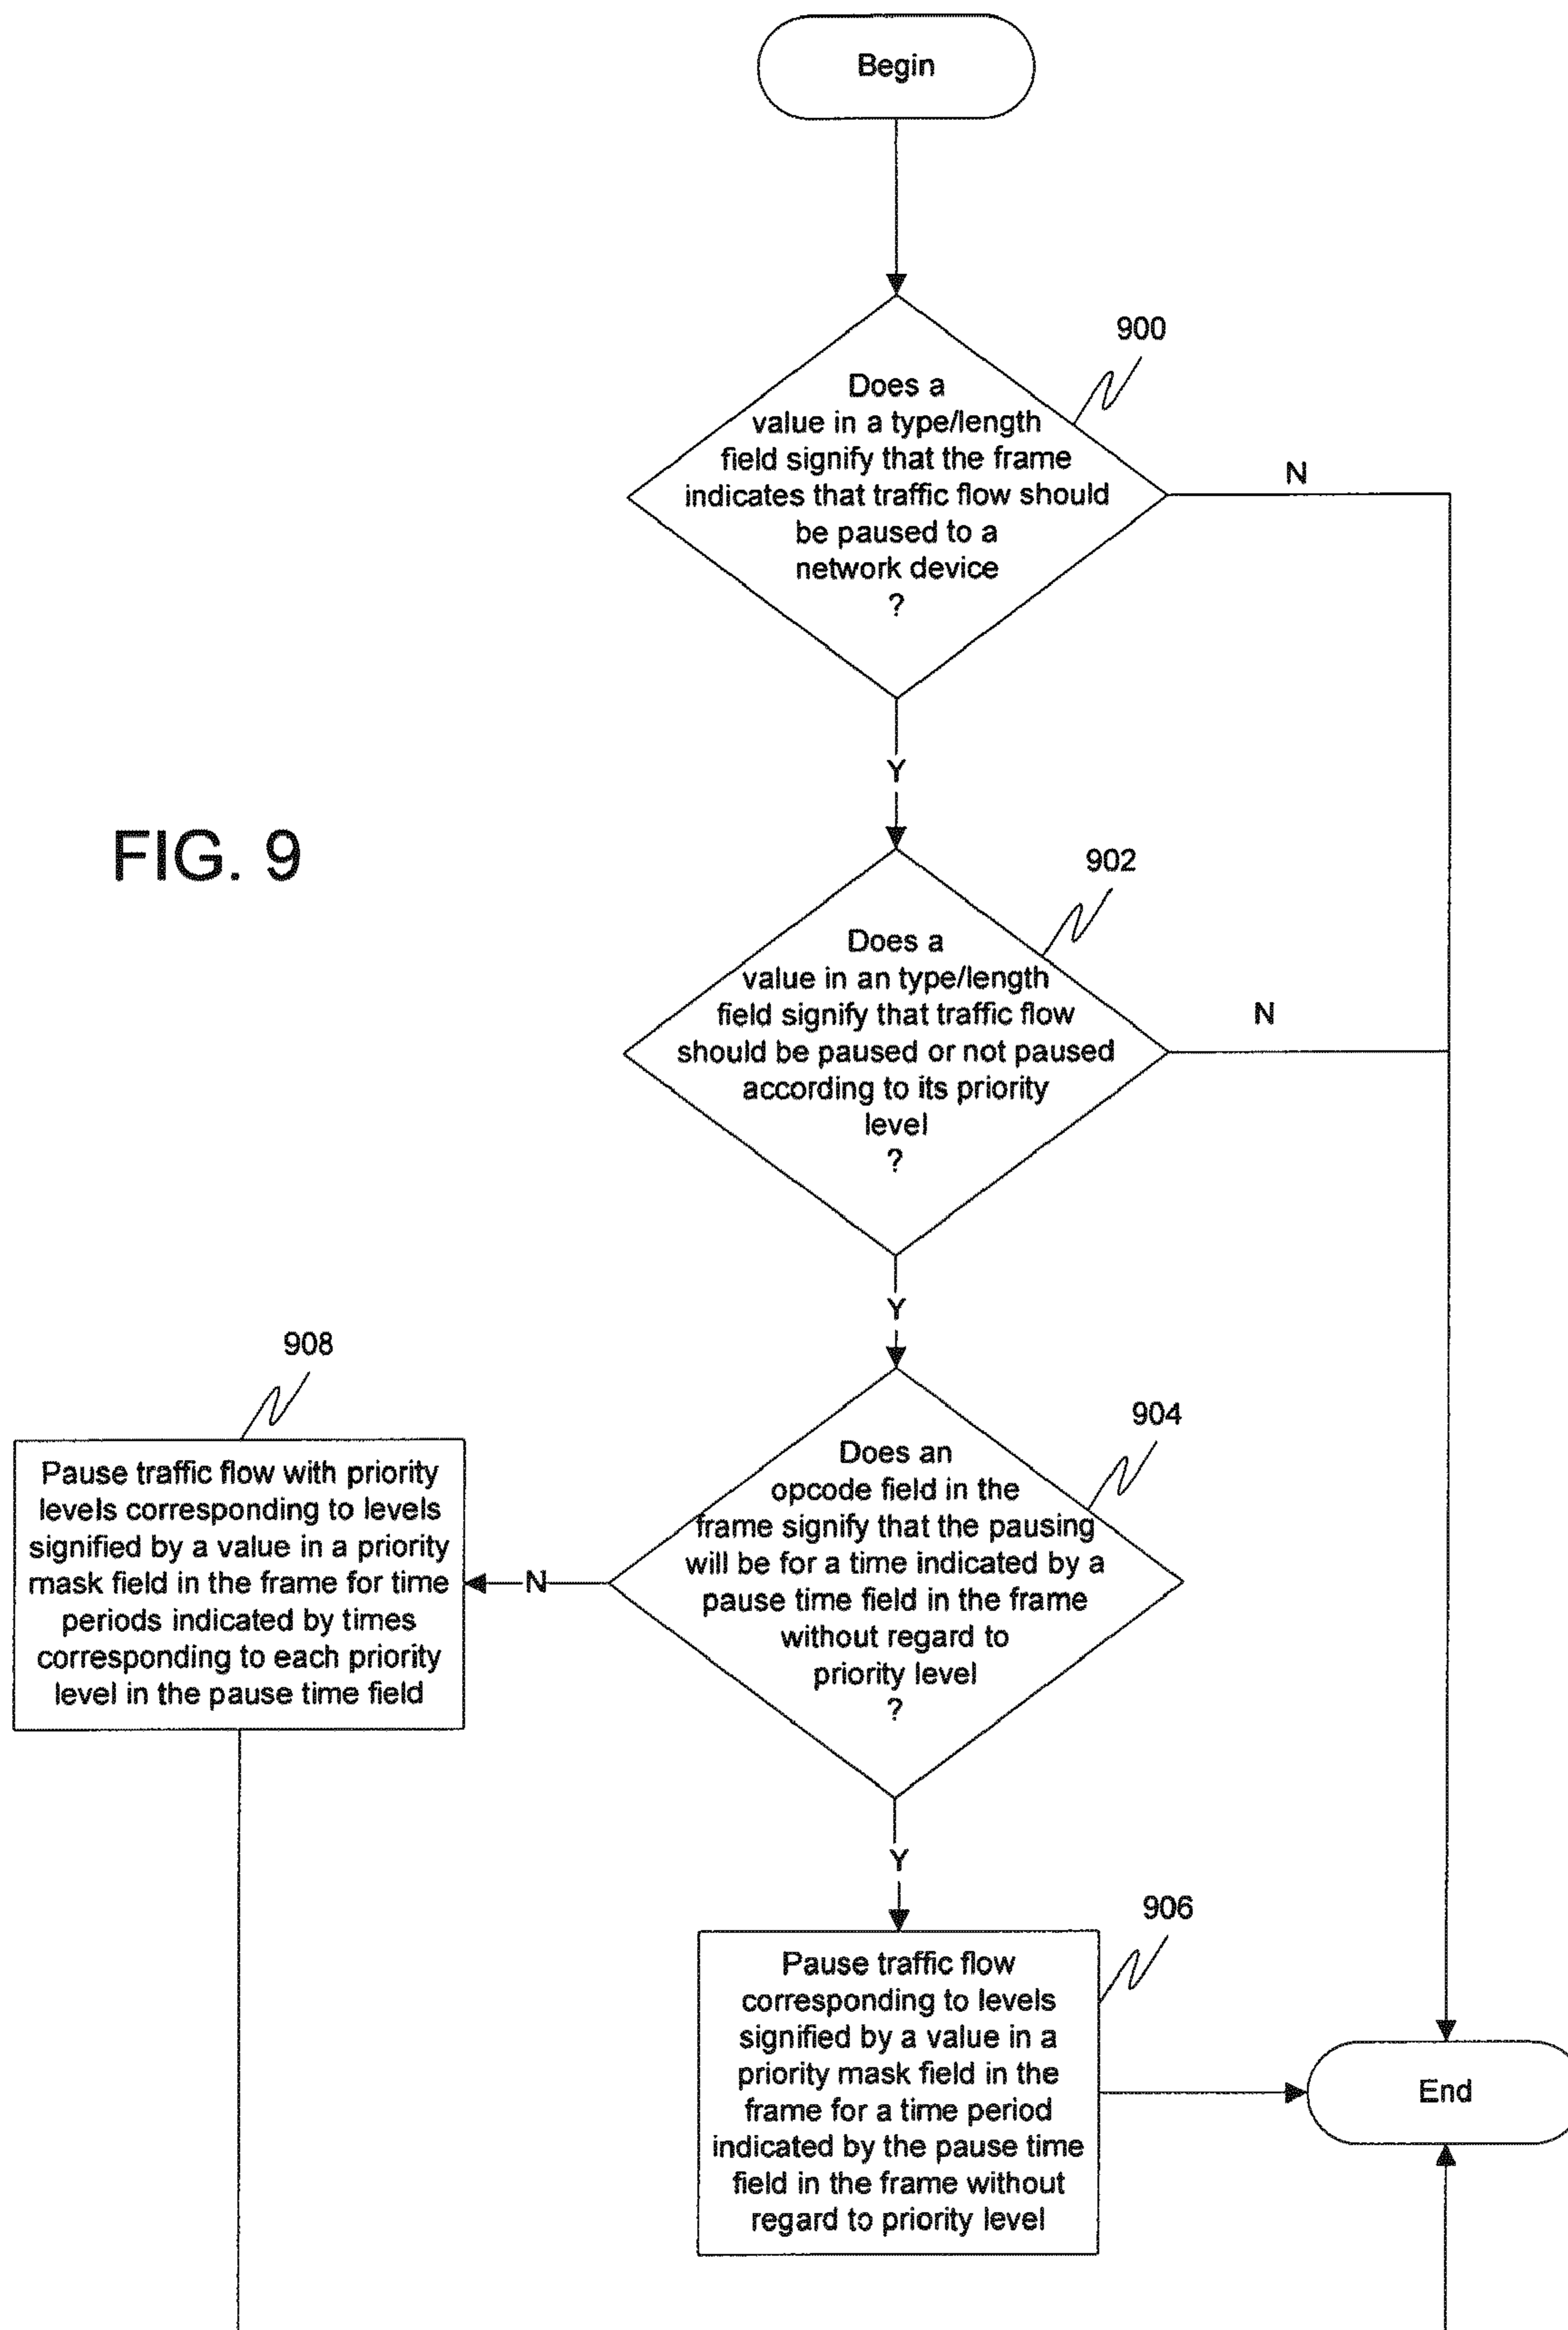 Begin
900
Does a
value in a type/length
field signify that the frame
indicates that traffic flow should
be paused to a
network device
?
N
Y
FIG. 9
902
Does a
value in an type/length
field signify that traffic flow
should be paused or not paused
according to its priority
level
?
N
Y
908
Pause traffic flow with priority
levels corresponding to levels
signified by a value in a priority
mask field in the frame for time
periods indicated by times
corresponding to each priority
level in the pause time field
904
Does an
opcode field in the
frame signify that the pausing
will be for a time indicated by a
pause time field in the frame
without regard to
priority level
?
N
Y
906
Pause traffic flow
corresponding to levels
signified by a value in a
priority mask field in the
frame for a time period
indicated by the pause time
field in the frame without
regard to priority level
End